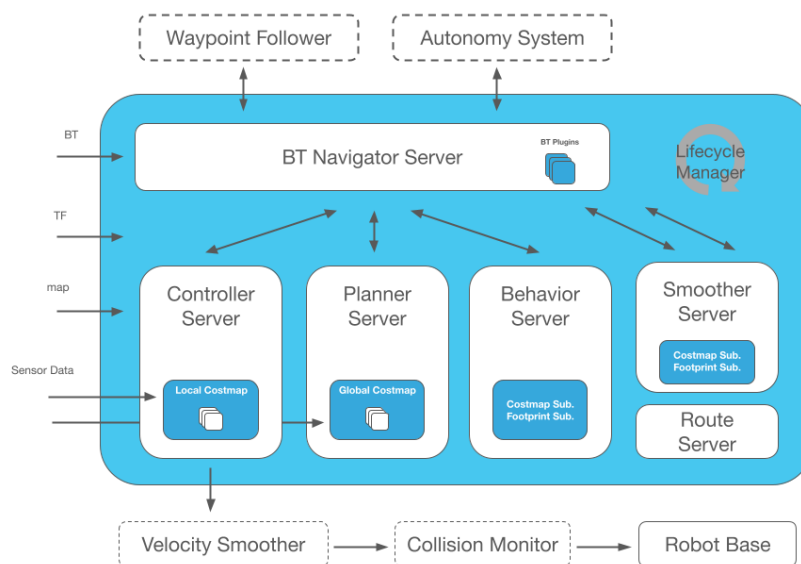 Waypoint Follower
Autonomy System
BT
BT Navigator Server
BT Plugins
Lifecycle
Manager
TF
map
Sensor Data
Controller
Server
Local Costmap
Planner
Server
Global Costmap
Behavior
Server
Costmap Sub.
Footprint Sub.
Smoother
Server
Costmap Sub.
Footprint Sub.
Route
Server
Velocity Smoother
Collision Monitor
Robot Base